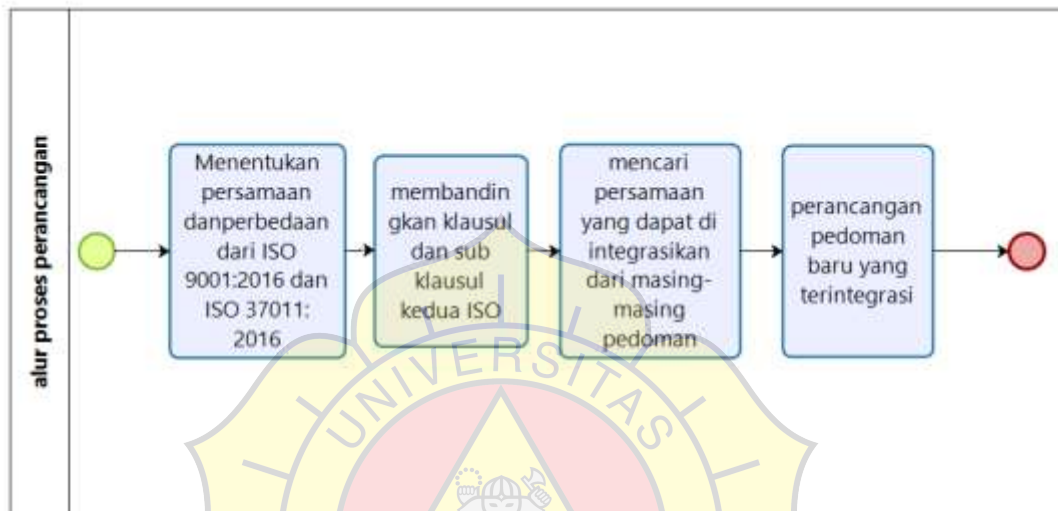 alur proses perancangan
Menentukan
persamaan
danperbedaan
dari ISO
9001:2016 dan
ISO 37011:
2016
membandin
gkan klausul
dan sub
klausul
kedua ISO
mencari
persamaan
yang dapat di
integrasikan
dari masing-
masing
pedoman
perancangan
pedoman
baru yang
terintegrasi
UNIVERSITAS